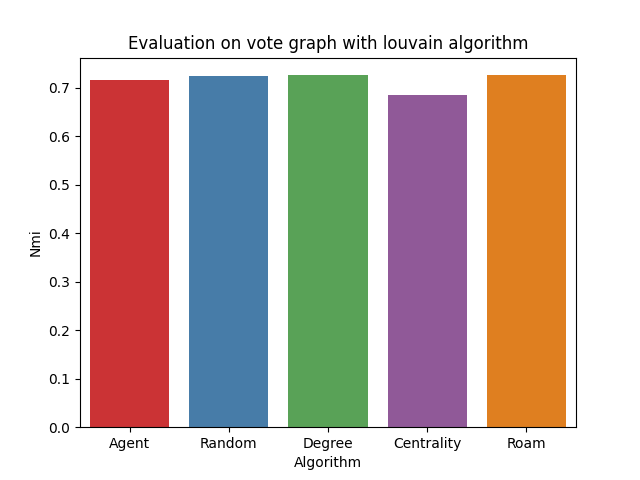 Evaluation on vote graph with louvain algorithm
0.7
0.6
0.5
0.4
0.3
0.2
0.1
0.0
Nmi
Agent Random Degree Centrality Roam
Algorithm